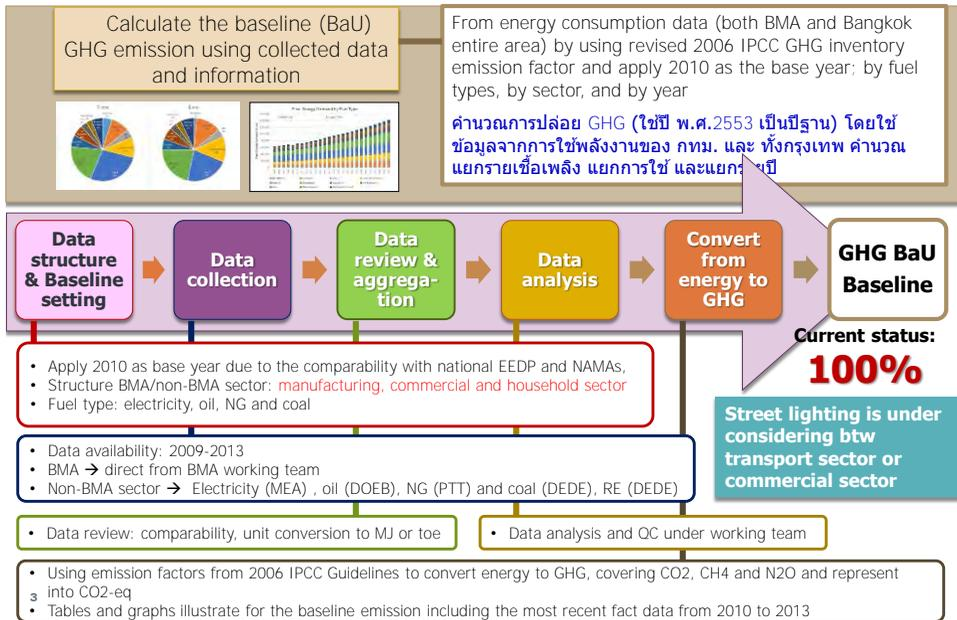 Calculate the baseline (BaU)
GHG emission using collected data
and information
From energy consumption data (both BMA and Bangkok
entire area) by using revised 2006 IPCC GHG inventory
emission factor and apply 2010 as the base year; by fuel
types, by sector, and by year
คำนวณการปล่อย GHG (ใช้ปี พ.ศ.2553 เป็นปีฐาน) โดยใช้
ข้อมูลจากการใช้พลังงานของ กทม. และ ทั้งกรุงเทพ คำนวณ
แยกรายเชื้อเพลิง แยกการใช้
Data
structure
& Baseline
setting
Data
collection
Data
review &
aggrega-
tion
Data
analysis
Convert
from
energy to
GHG
GHG BaU
Baseline
Current status:
100%
• Apply 2010 as base year due to the comparability with national EEDP and NAMAs,
• Structure BMA/non-BMA sector: manufacturing, commercial and household sector
• Fuel type: electricity, oil, NG and coal
Street lighting is under
considering btw
transport sector or
commercial sector
• Data availability: 2009-2013
• BMA → direct from BMA working team
• Non-BMA sector → Electricity (MEA) , oil (DOEB), NG (PTT) and coal (DEDE), RE (DEDE)
• Data review: comparability, unit conversion to MJ or toe
• Data analysis and QC under working team
• Using emission factors from 2006 IPCC Guidelines to convert energy to GHG, covering CO2, CH4 and N2O and represent
into CO2-eq
• Tables and graphs illustrate for the baseline emission including the most recent fact data from 2010 to 2013
3